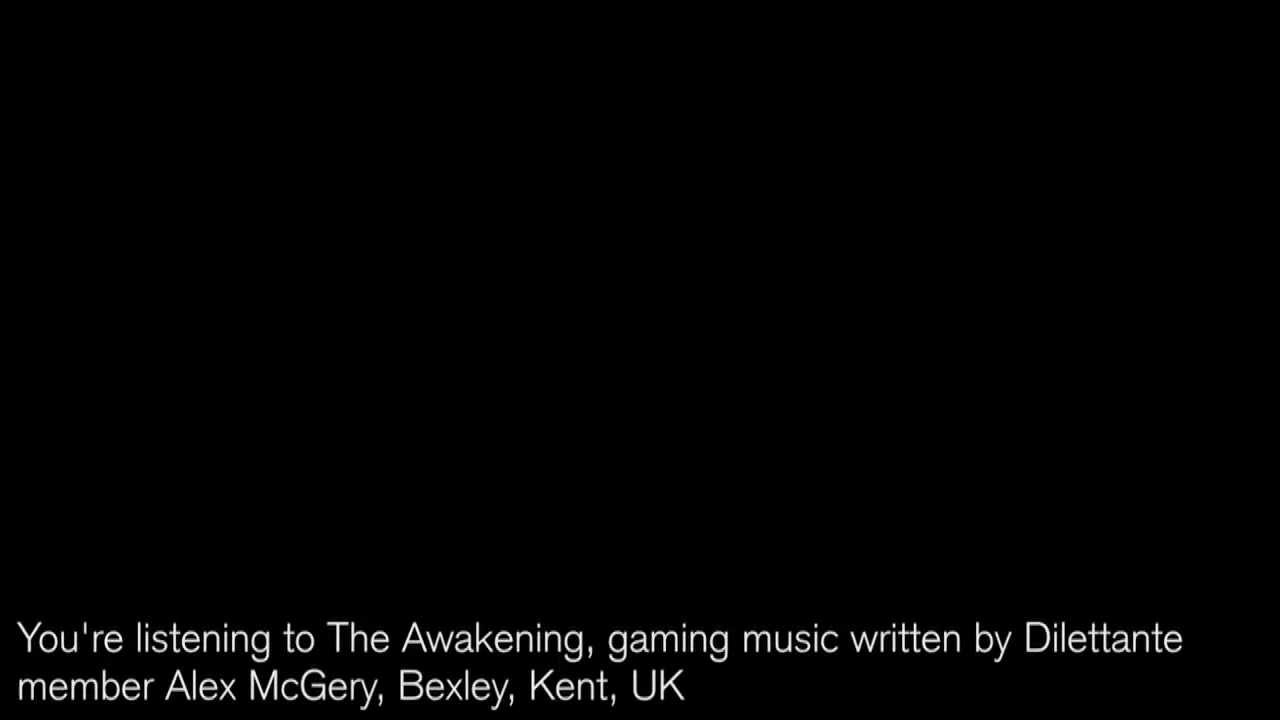 You're listening to The Awakening, gaming music written by Dilettante
member Alex McGery, Bexley, Kent, UK